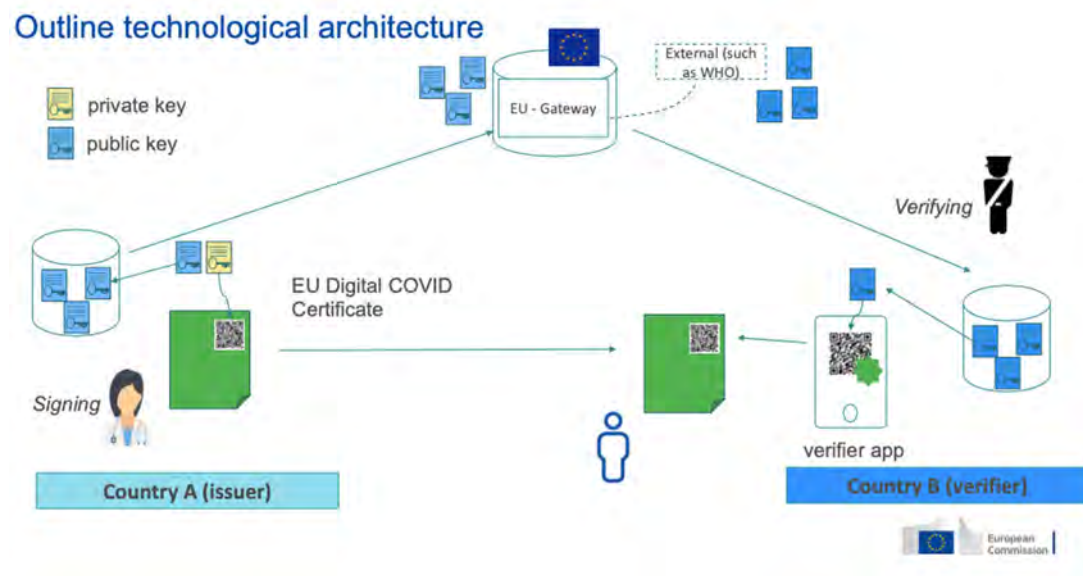 Outline technological architecture
private key
public key
External (such
as WHO)
EU - Gateway
Verifying
EU Digital COVID
Certificate
Signing
verifier app
Country A (issuer)
Country B (verifier)
European
Commission